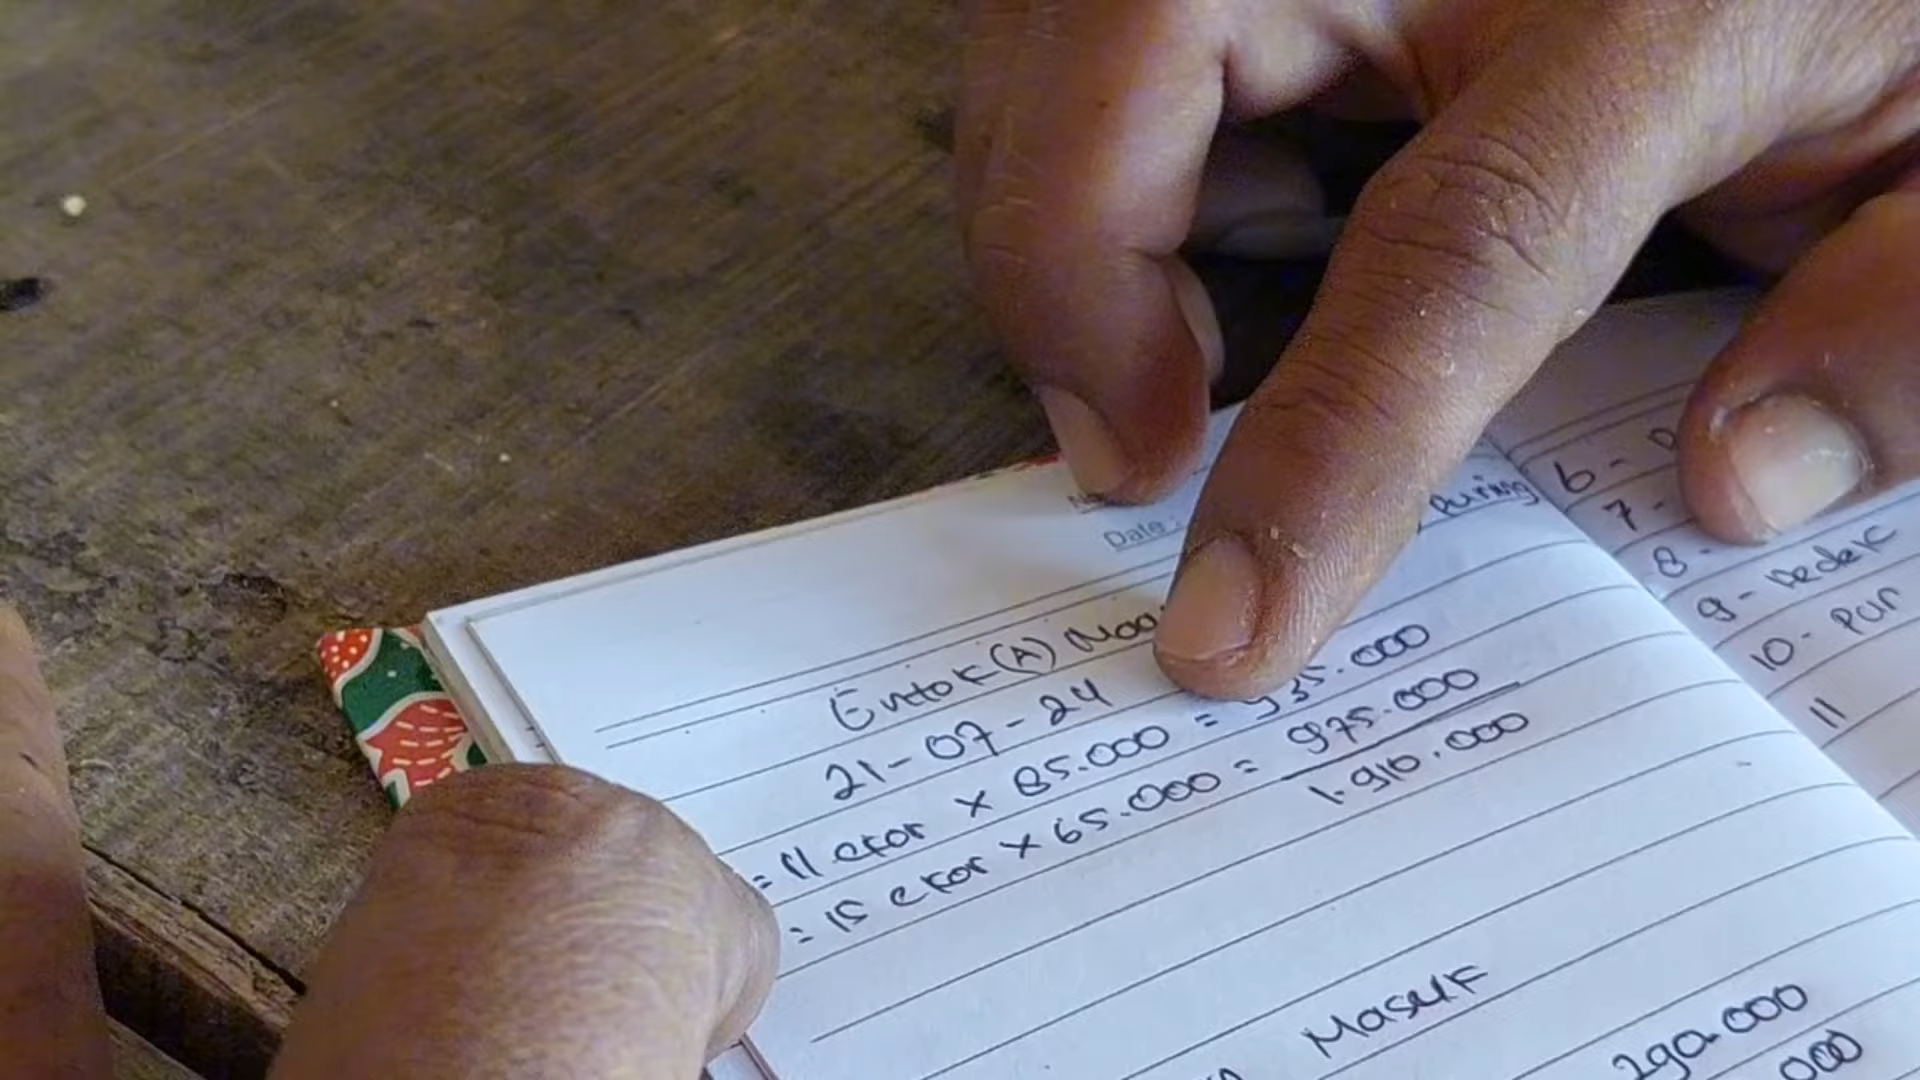 Date :
Entok (A)
21-07-24
= 11 ekor x 85.000 = 935.000
= 15 ekor x 65.000 = 975.000
1.910.000
Masuk
290.000
000
6 -
7 -
8 -
9 - Dedek
10 - Pur
11